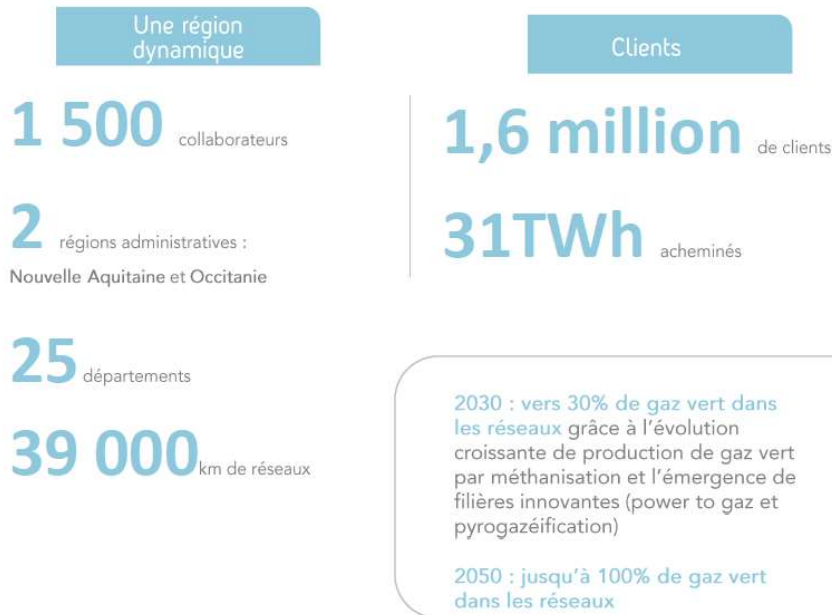 Une région
dynamique
1 500 collaborateurs
2 régions administratives :
Nouvelle Aquitaine et Occitanie
25 départements
39 000 km de réseaux
Clients
1,6 million de clients
31TWh acheminés
2030 : vers 30% de gaz vert dans
les réseaux grâce à l'évolution
croissante de production de gaz vert
par méthanisation et l'émergence de
filières innovantes (power to gaz et
pyrogazéification)
2050 : jusqu'à 100% de gaz vert
dans les réseaux